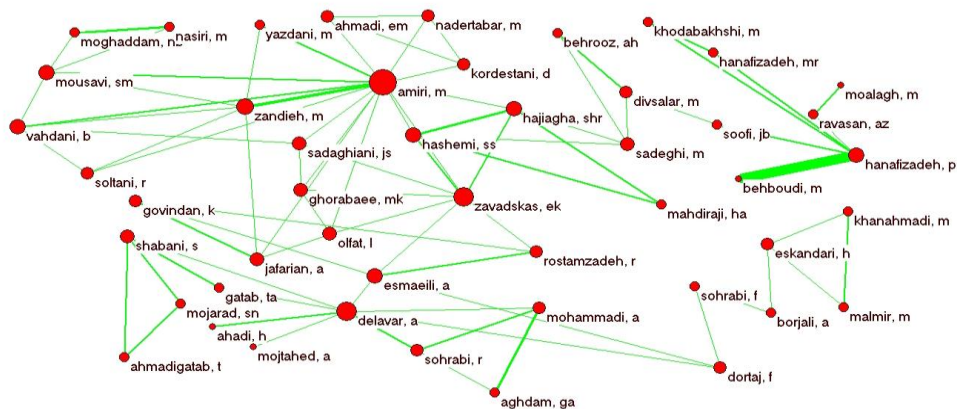 ahmadi, em
nadertabar, m
yazdani, m
khodabakhshi, m
moghaddam, n
nasiri, m
behrooz, ah
hanafizadeh, mr
kordestani, d
mousavi, sm
amiri, m
moalagh, m
divsalar, m
zandieh, m
hajiagha, shr
ravasan, az
soofi, jb
vahdani, b
hashemi, ss
sadaghiani, js
sadeghi, m
hanafizadeh, p
soltani, r
behboudi, m
ghorabaee, mk
zavadskas, ek
govindan, k
mahdiraji, ha
khanahmadi, m
shabani, s
olfat, l
eskandari, h
jafarian, a
rostamzadeh, r
esmaeili, a
gatab, ta
sohrabi, f
mojarad, sn
delavar, a
mohammadi, a
borjali, a
malmir, m
ahadi, h
mojtahed, a
sohrabi, r
ahmadigatab, t
dortaj, f
aghdam, ga